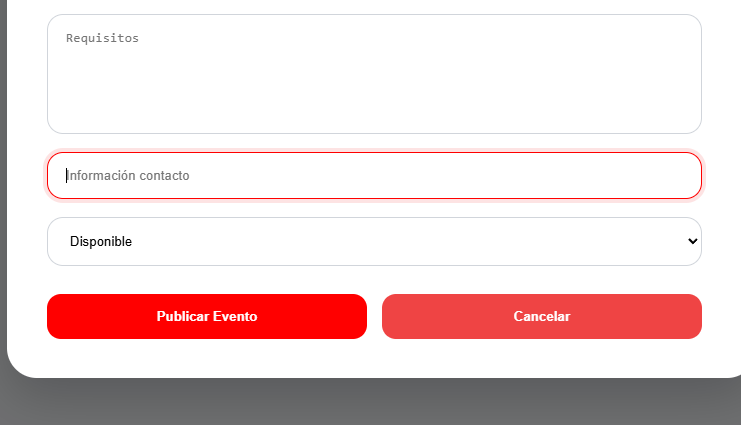 Requisitos
Información contacto
Disponible
Publicar Evento
Cancelar